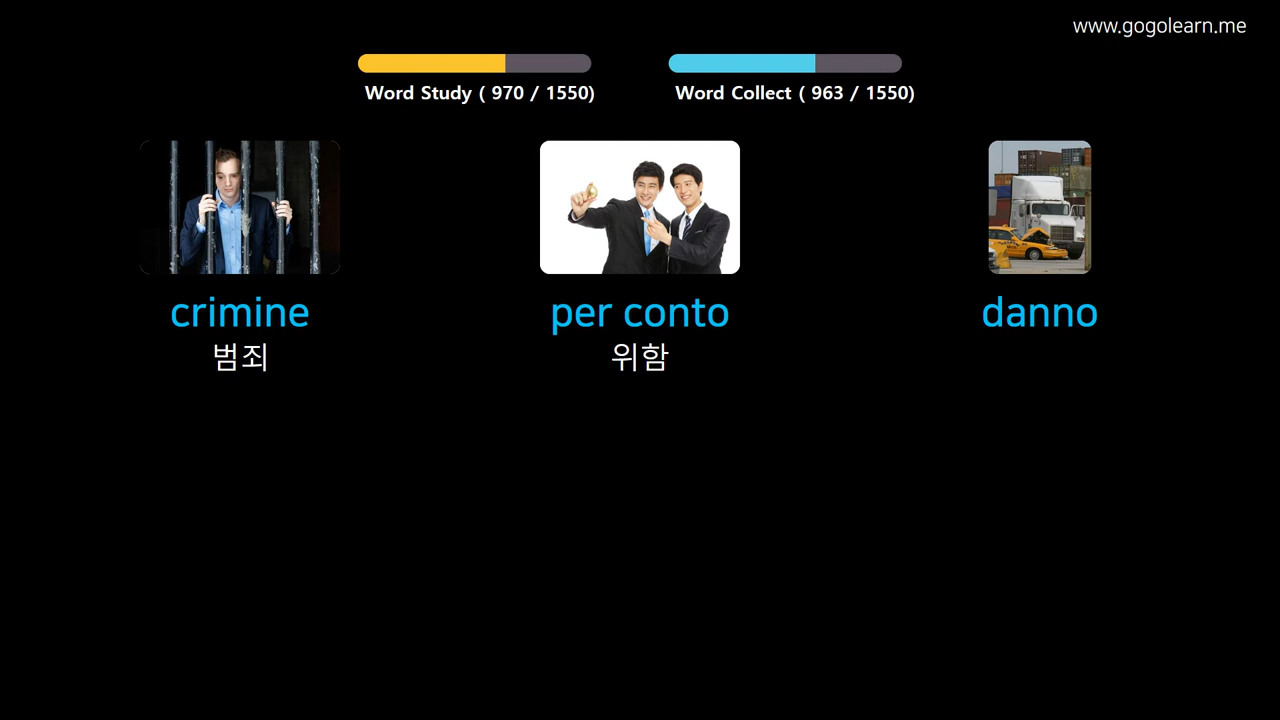 www.gogolearn.me
Word Study ( 970 / 1550)
Word Collect ( 963 / 1550)
crimine
per conto
danno
범죄
위함